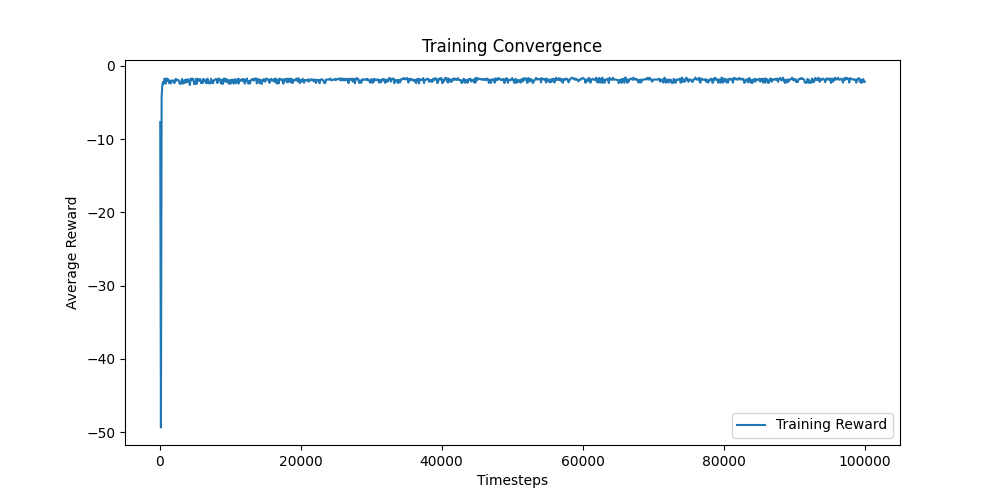 Training Convergence
0
−10
−20
−30
−40
−50
Average Reward
Training Reward
0 20000 40000 60000 80000 100000
Timesteps